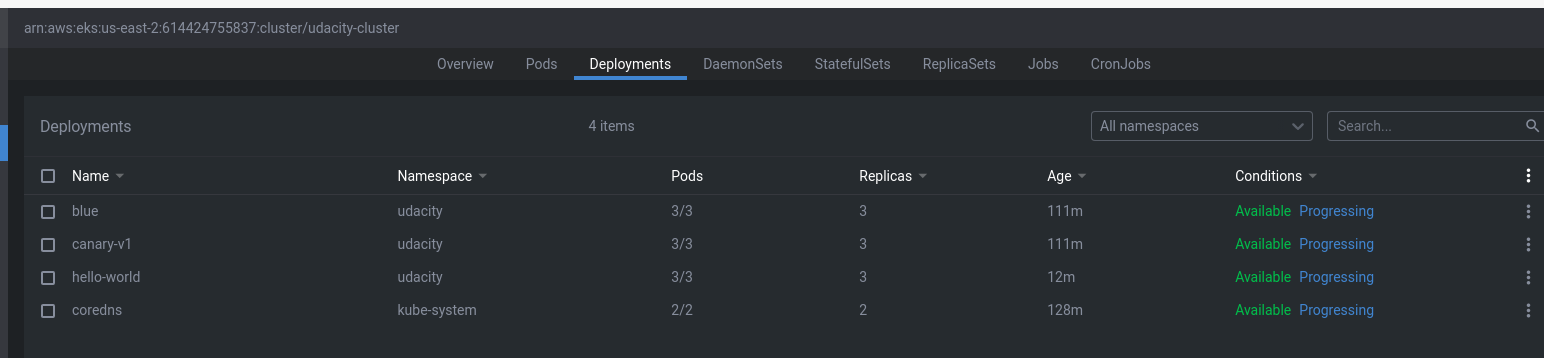 arn:aws:eks:us-east-2:614424755837:cluster/udacity-cluster
Overview Pods Deployments DaemonSets StatefulSets ReplicaSets Jobs CronJobs
Deployments 4 items All namespaces Search...
Name Namespace Pods Replicas Age Conditions
blue udacity 3/3 3 111m Available Progressing
canary-v1 udacity 3/3 3 111m Available Progressing
hello-world udacity 3/3 3 12m Available Progressing
coredns kube-system 2/2 2 128m Available Progressing